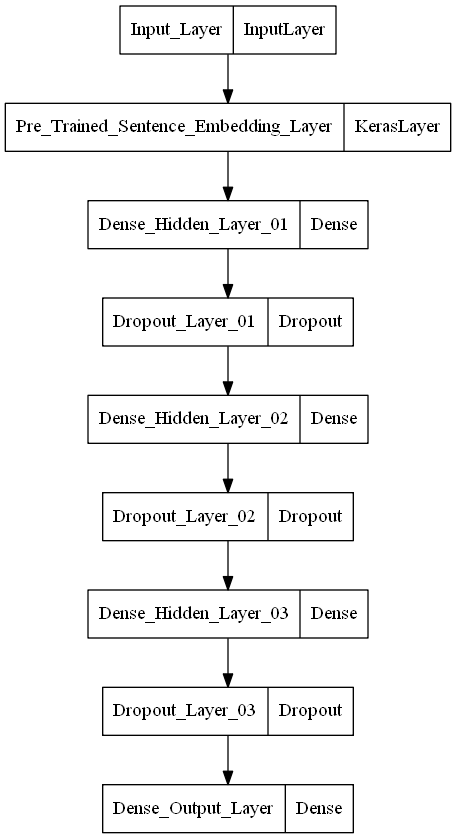 Input_Layer InputLayer
Pre_Trained_Sentence_Embedding_Layer KerasLayer
Dense_Hidden_Layer_01 Dense
Dropout_Layer_01 Dropout
Dense_Hidden_Layer_02 Dense
Dropout_Layer_02 Dropout
Dense_Hidden_Layer_03 Dense
Dropout_Layer_03 Dropout
Dense_Output_Layer Dense